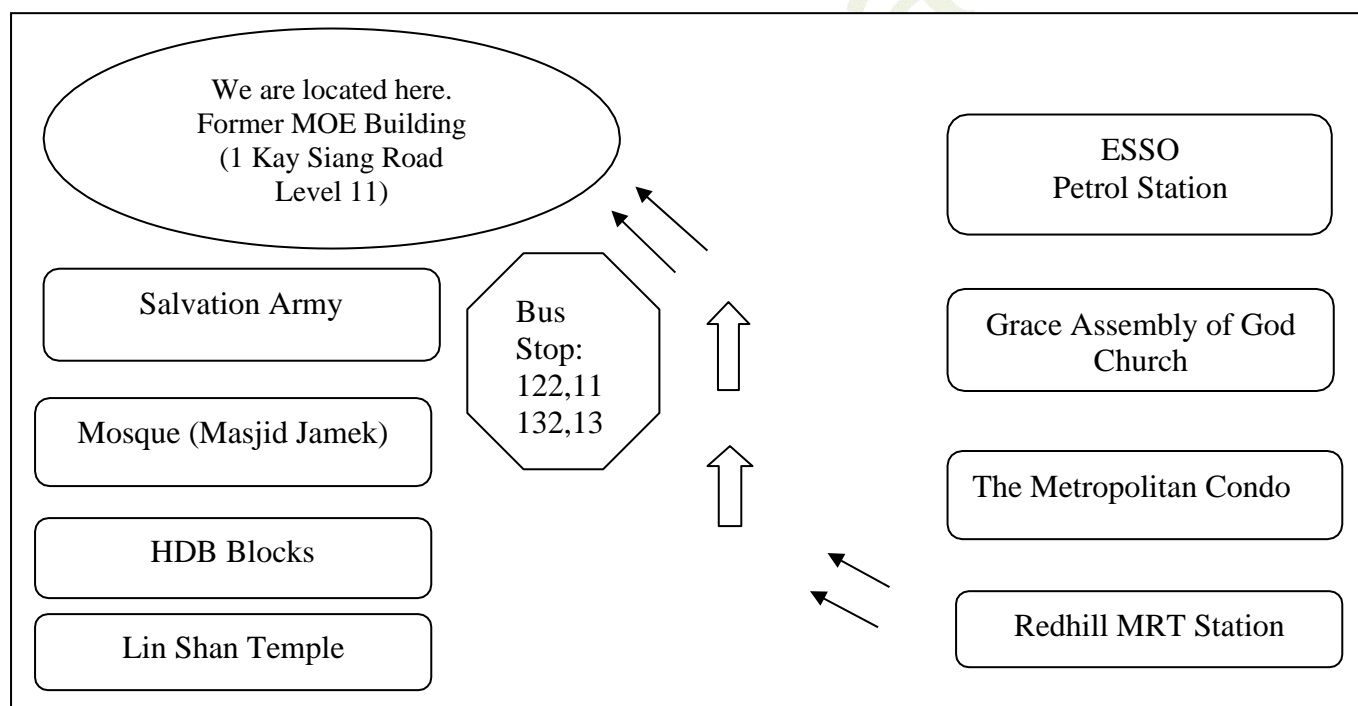 We are located here.
Former MOE Building
(1 Kay Siang Road
Level 11)
ESSO
Petrol Station
Salvation Army
Bus
Stop:
122,11
132,13
Grace Assembly of God
Church
Mosque (Masjid Jamek)
The Metropolitan Condo
HDB Blocks
Redhill MRT Station
Lin Shan Temple